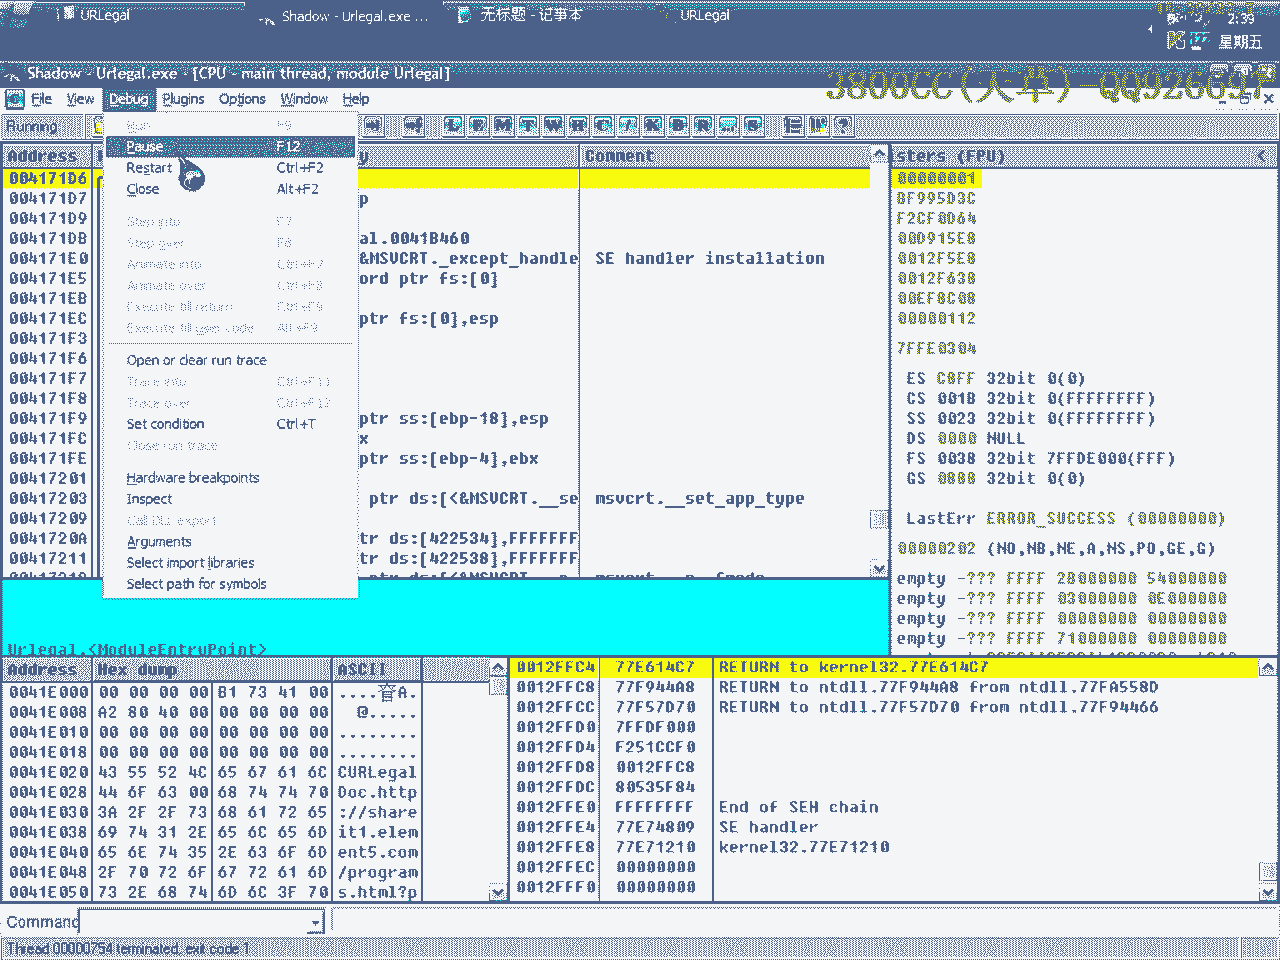 URLegal
Shadow - Urlegal.exe ...
无标题 - 记事本
URLegal
2:39
星期五
Shadow - Urlegal.exe - [CPU - main thread, module Urlegal]
3800CC(火草) -QQ926597
File View Debug Plugins Options Window Help
Running
L E M T W H C / K B R ... S
Run F9
Pause F12
Restart Ctrl+F2
Close Alt+F2
Step into F7
Step over F8
Animate into Ctrl+F7
Animate over Ctrl+F8
Execute till return Ctrl+F9
Execute till user code Alt+F9
Open or clear run trace
Trace into Ctrl+F11
Trace over Ctrl+F12
Set condition Ctrl+T
Close run trace
Hardware breakpoints
Inspect
Call DLL export
Arguments
Select import libraries
Select path for symbols
Address Comment
004171D6
004171D7 p
004171D9
004171DB al.0041B460
004171E0 &MSVCRT._except_handle SE handler installation
004171E5 ord ptr fs:[0]
004171EB
004171EC ptr fs:[0],esp
004171F3
004171F6
004171F7
004171F8
004171F9 ptr ss:[ebp-18],esp
004171FC x
004171FE ptr ss:[ebp-4],ebx
00417201
00417203 ptr ds:[<&MSVCRT.__se msvcrt.__set_app_type
00417209
0041720A tr ds:[422534],FFFFFFF
00417211 tr ds:[422538],FFFFFFF
Urlegal.<ModuleEntryPoint>
sters (FPU)
00000001
BF995D3C
F2CF0D64
00D915E8
0012F5E8
0012F630
00EF8C08
00000112
7FFE0304
ES C0FF 32bit 0(0)
CS 001B 32bit 0(FFFFFFFF)
SS 0023 32bit 0(FFFFFFFF)
DS 0000 NULL
FS 0038 32bit 7FFDE000(FFF)
GS 0800 32bit 0(0)
LastErr ERROR_SUCCESS (00000000)
00000202 (NO,NB,NE,A,NS,PO,GE,G)
empty -??? FFFF 28000000 54000000
empty -??? FFFF 03000000 0E000000
empty -??? FFFF 00000000 00000000
empty -??? FFFF 71000000 00000000
Address Hex dump ASCII
0041E000 00 00 00 00 B1 73 41 00 ....盲A.
0041E008 A2 80 40 00 00 00 00 00 @.....
0041E010 00 00 00 00 00 00 00 00 ........
0041E018 00 00 00 00 00 00 00 00 ........
0041E020 43 55 52 4C 65 67 61 6C CURLegal
0041E028 44 6F 63 00 68 74 74 70 Doc.http
0041E030 3A 2F 2F 73 68 61 72 65 ://share
0041E038 69 74 31 2E 65 6C 65 6D it1.elem
0041E040 65 6E 74 35 2E 63 6F 6D ent5.com
0041E048 2F 70 72 6F 67 72 61 6D /program
0041E050 73 2E 68 74 6D 6C 3F 70 s.html?p
0012FFC4 77E614C7 RETURN to kernel32.77E614C7
0012FFC8 77F944A8 RETURN to ntdll.77F944A8 from ntdll.77FA558D
0012FFCC 77F57D70 RETURN to ntdll.77F57D70 from ntdll.77F94466
0012FFD0 7FFDF000
0012FFD4 F251CCF0
0012FFD8 0012FFC8
0012FFDC 80535F84
0012FFE0 FFFFFFFF End of SEH chain
0012FFE4 77E74809 SE handler
0012FFE8 77E71210 kernel32.77E71210
0012FFEC 00000000
0012FFF0 00000000
Command
Thread 00000754 terminated, exit code 1